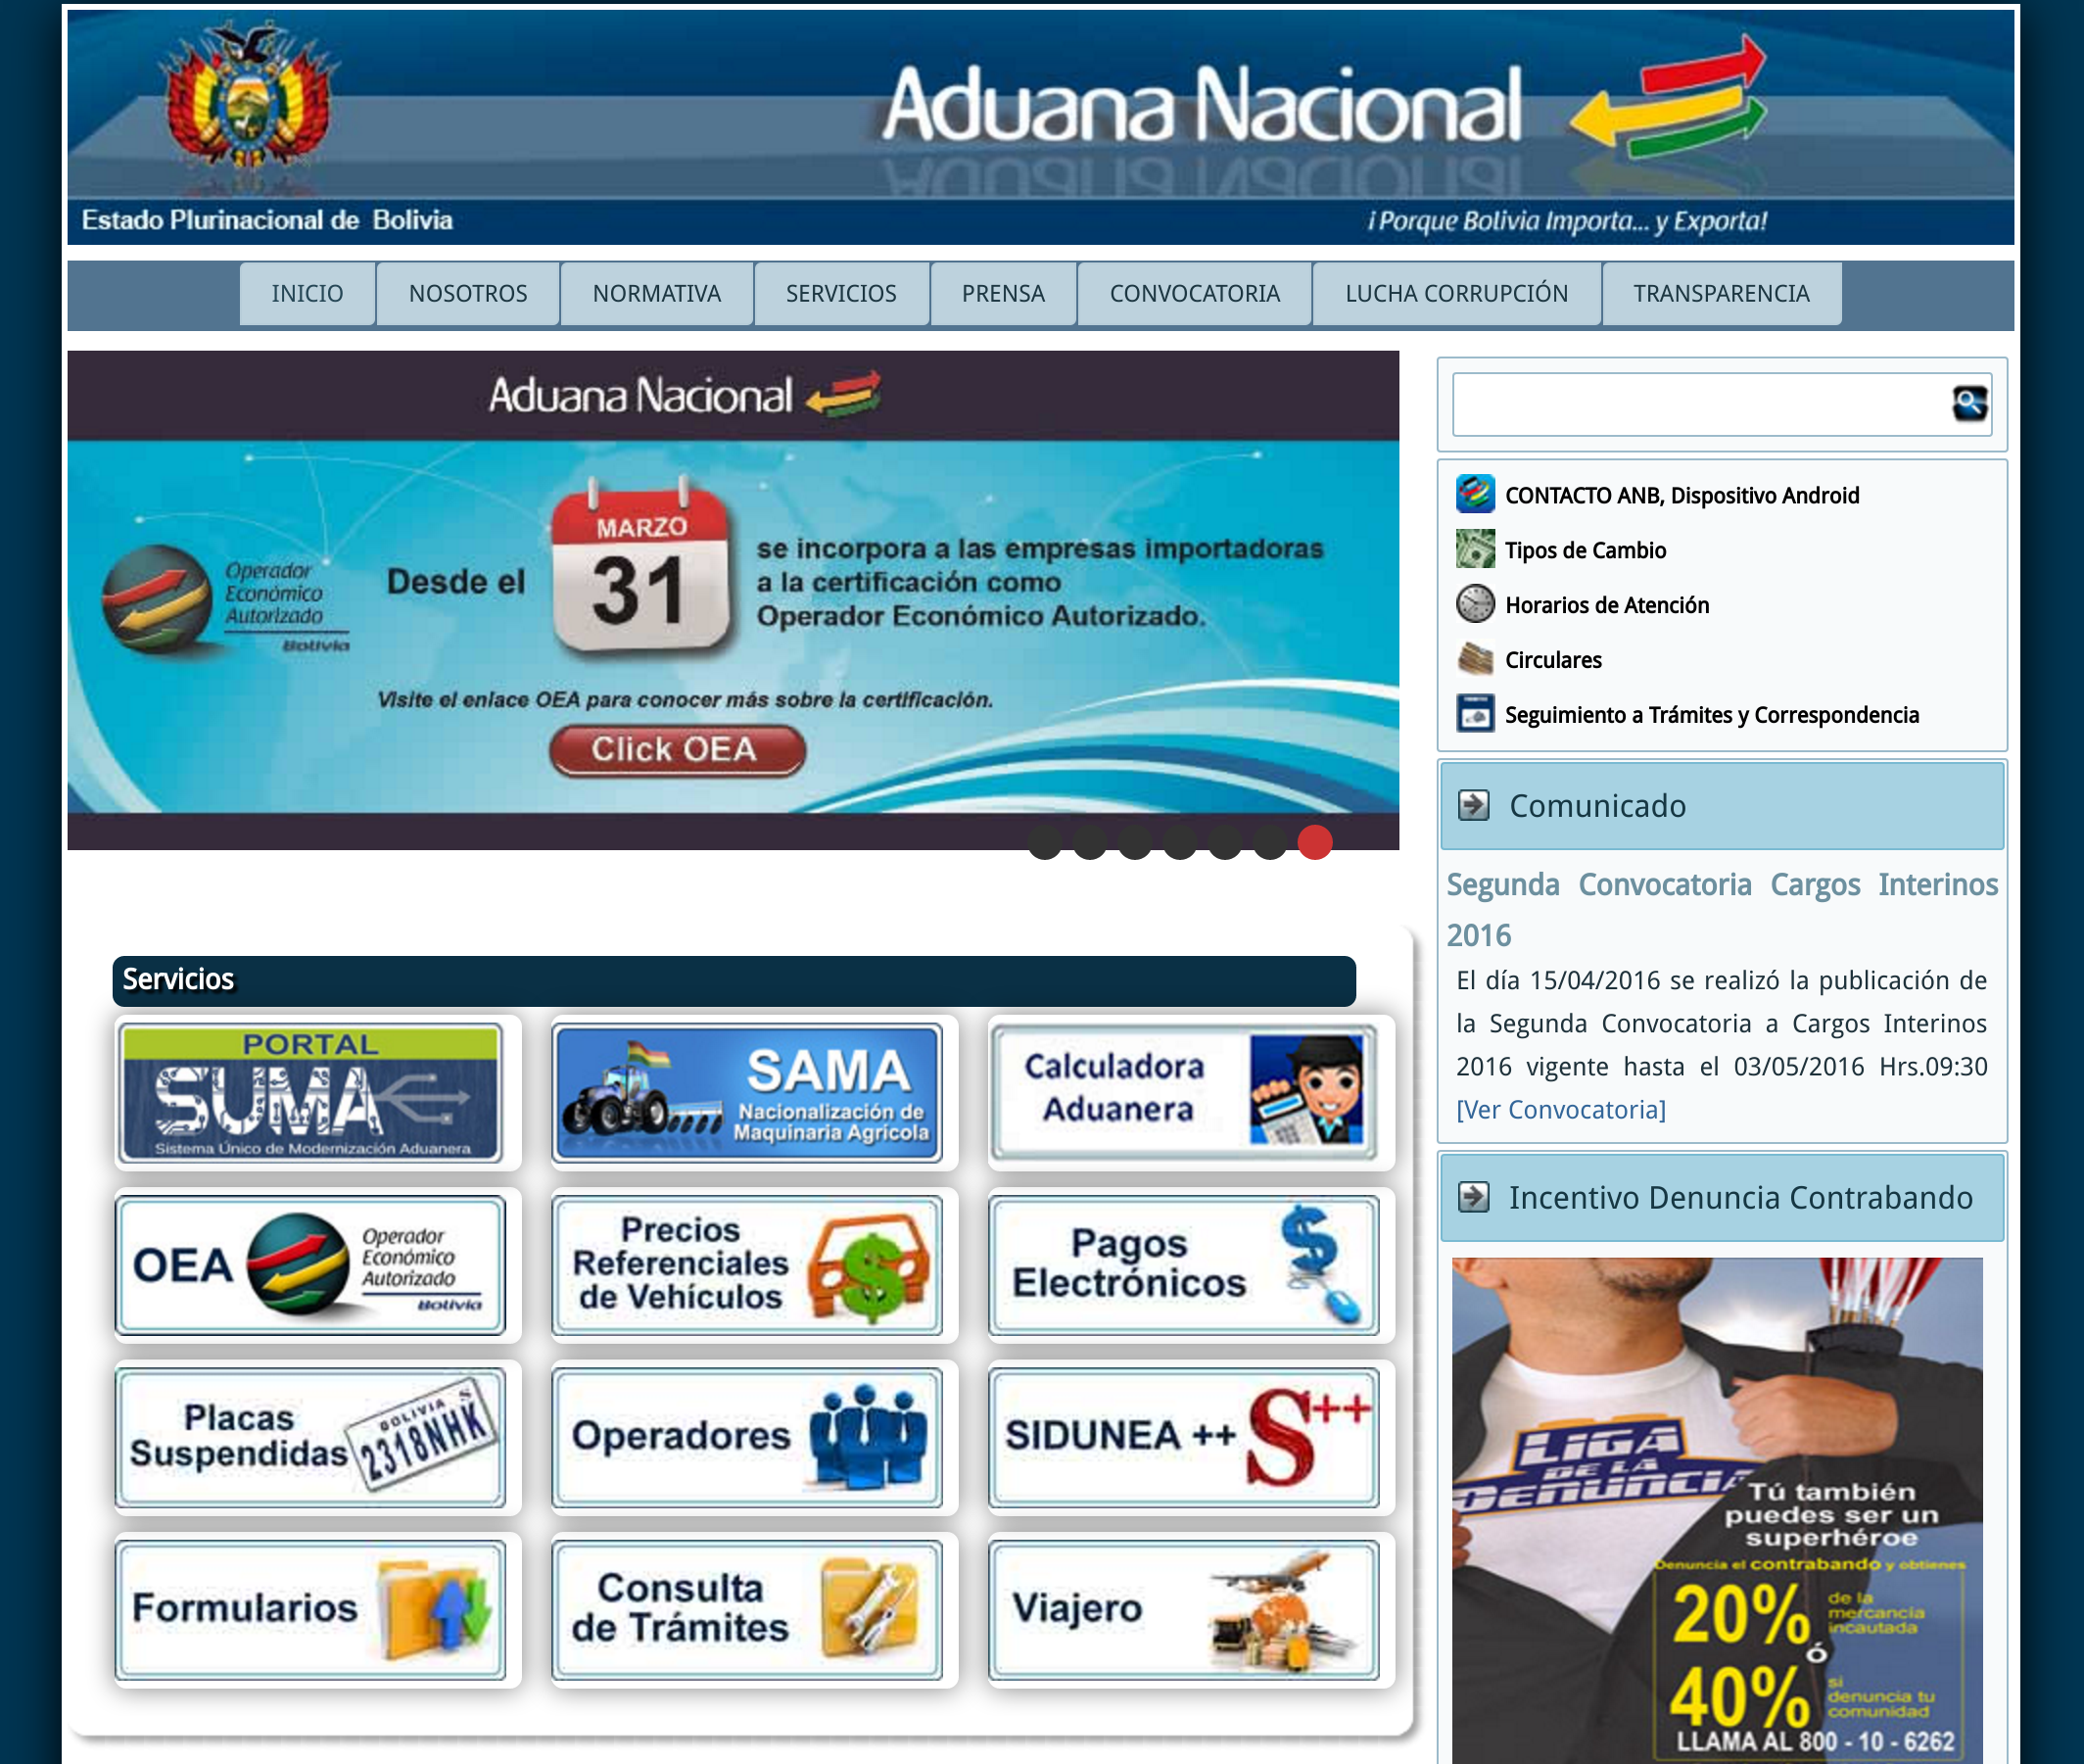 Aduana Nacional
Estado Plurinacional de Bolivia
¡Porque Bolivia Importa... y Exporta!
INICIO
NOSOTROS
NORMATIVA
SERVICIOS
PRENSA
CONVOCATORIA
LUCHA CORRUPCIÓN
TRANSPARENCIA
Aduana Nacional
Operador
Económico
Autorizado
Bolivia
Desde el
MARZO
31
se incorpora a las empresas importadoras
a la certificación como
Operador Económico Autorizado.
Visite el enlace OEA para conocer más sobre la certificación.
Click OEA
Servicios
PORTAL
SUMA
Sistema Único de Modernización Aduanera
SAMA
Nacionalización de
Maquinaria Agrícola
Calculadora
Aduanera
OEA
Operador
Económico
Autorizado
Bolivia
Precios
Referenciales
de Vehículos
Pagos
Electrónicos
Placas
Suspendidas
BOLIVIA S
2318NHK
Operadores
SIDUNEA ++
S++
Formularios
Consulta
de Trámites
Viajero
CONTACTO ANB, Dispositivo Android
Tipos de Cambio
Horarios de Atención
Circulares
Seguimiento a Trámites y Correspondencia
Comunicado
Segunda Convocatoria Cargos Interinos
2016
El día 15/04/2016 se realizó la publicación de
la Segunda Convocatoria a Cargos Interinos
2016 vigente hasta el 03/05/2016 Hrs.09:30
[Ver Convocatoria]
Incentivo Denuncia Contrabando
LIGA
DE LA
DENUNCIA
Tú también
puedes ser un
superhéroe
Denuncia el contrabando y obtienes
20%
de la
mercancia
incautada
ó
40%
si
denuncia tu
comunidad
LLAMA AL 800 - 10 - 6262